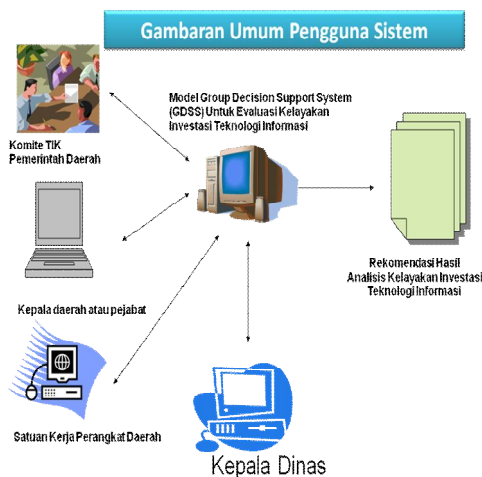 Gambaran Umum Pengguna Sistem
Model Group Decision Support System
(GDSS) Untuk Evaluasi Kelayakan
Investasi Teknologi Informasi
Komite TIK
Pemerintah Daerah
Rekomendasi Hasil
Analisis Kelayakan Investasi
Teknologi Informasi
Kepala daerah atau pejabat
Satuan Kerja Perangkat Daerah
Kepala Dinas